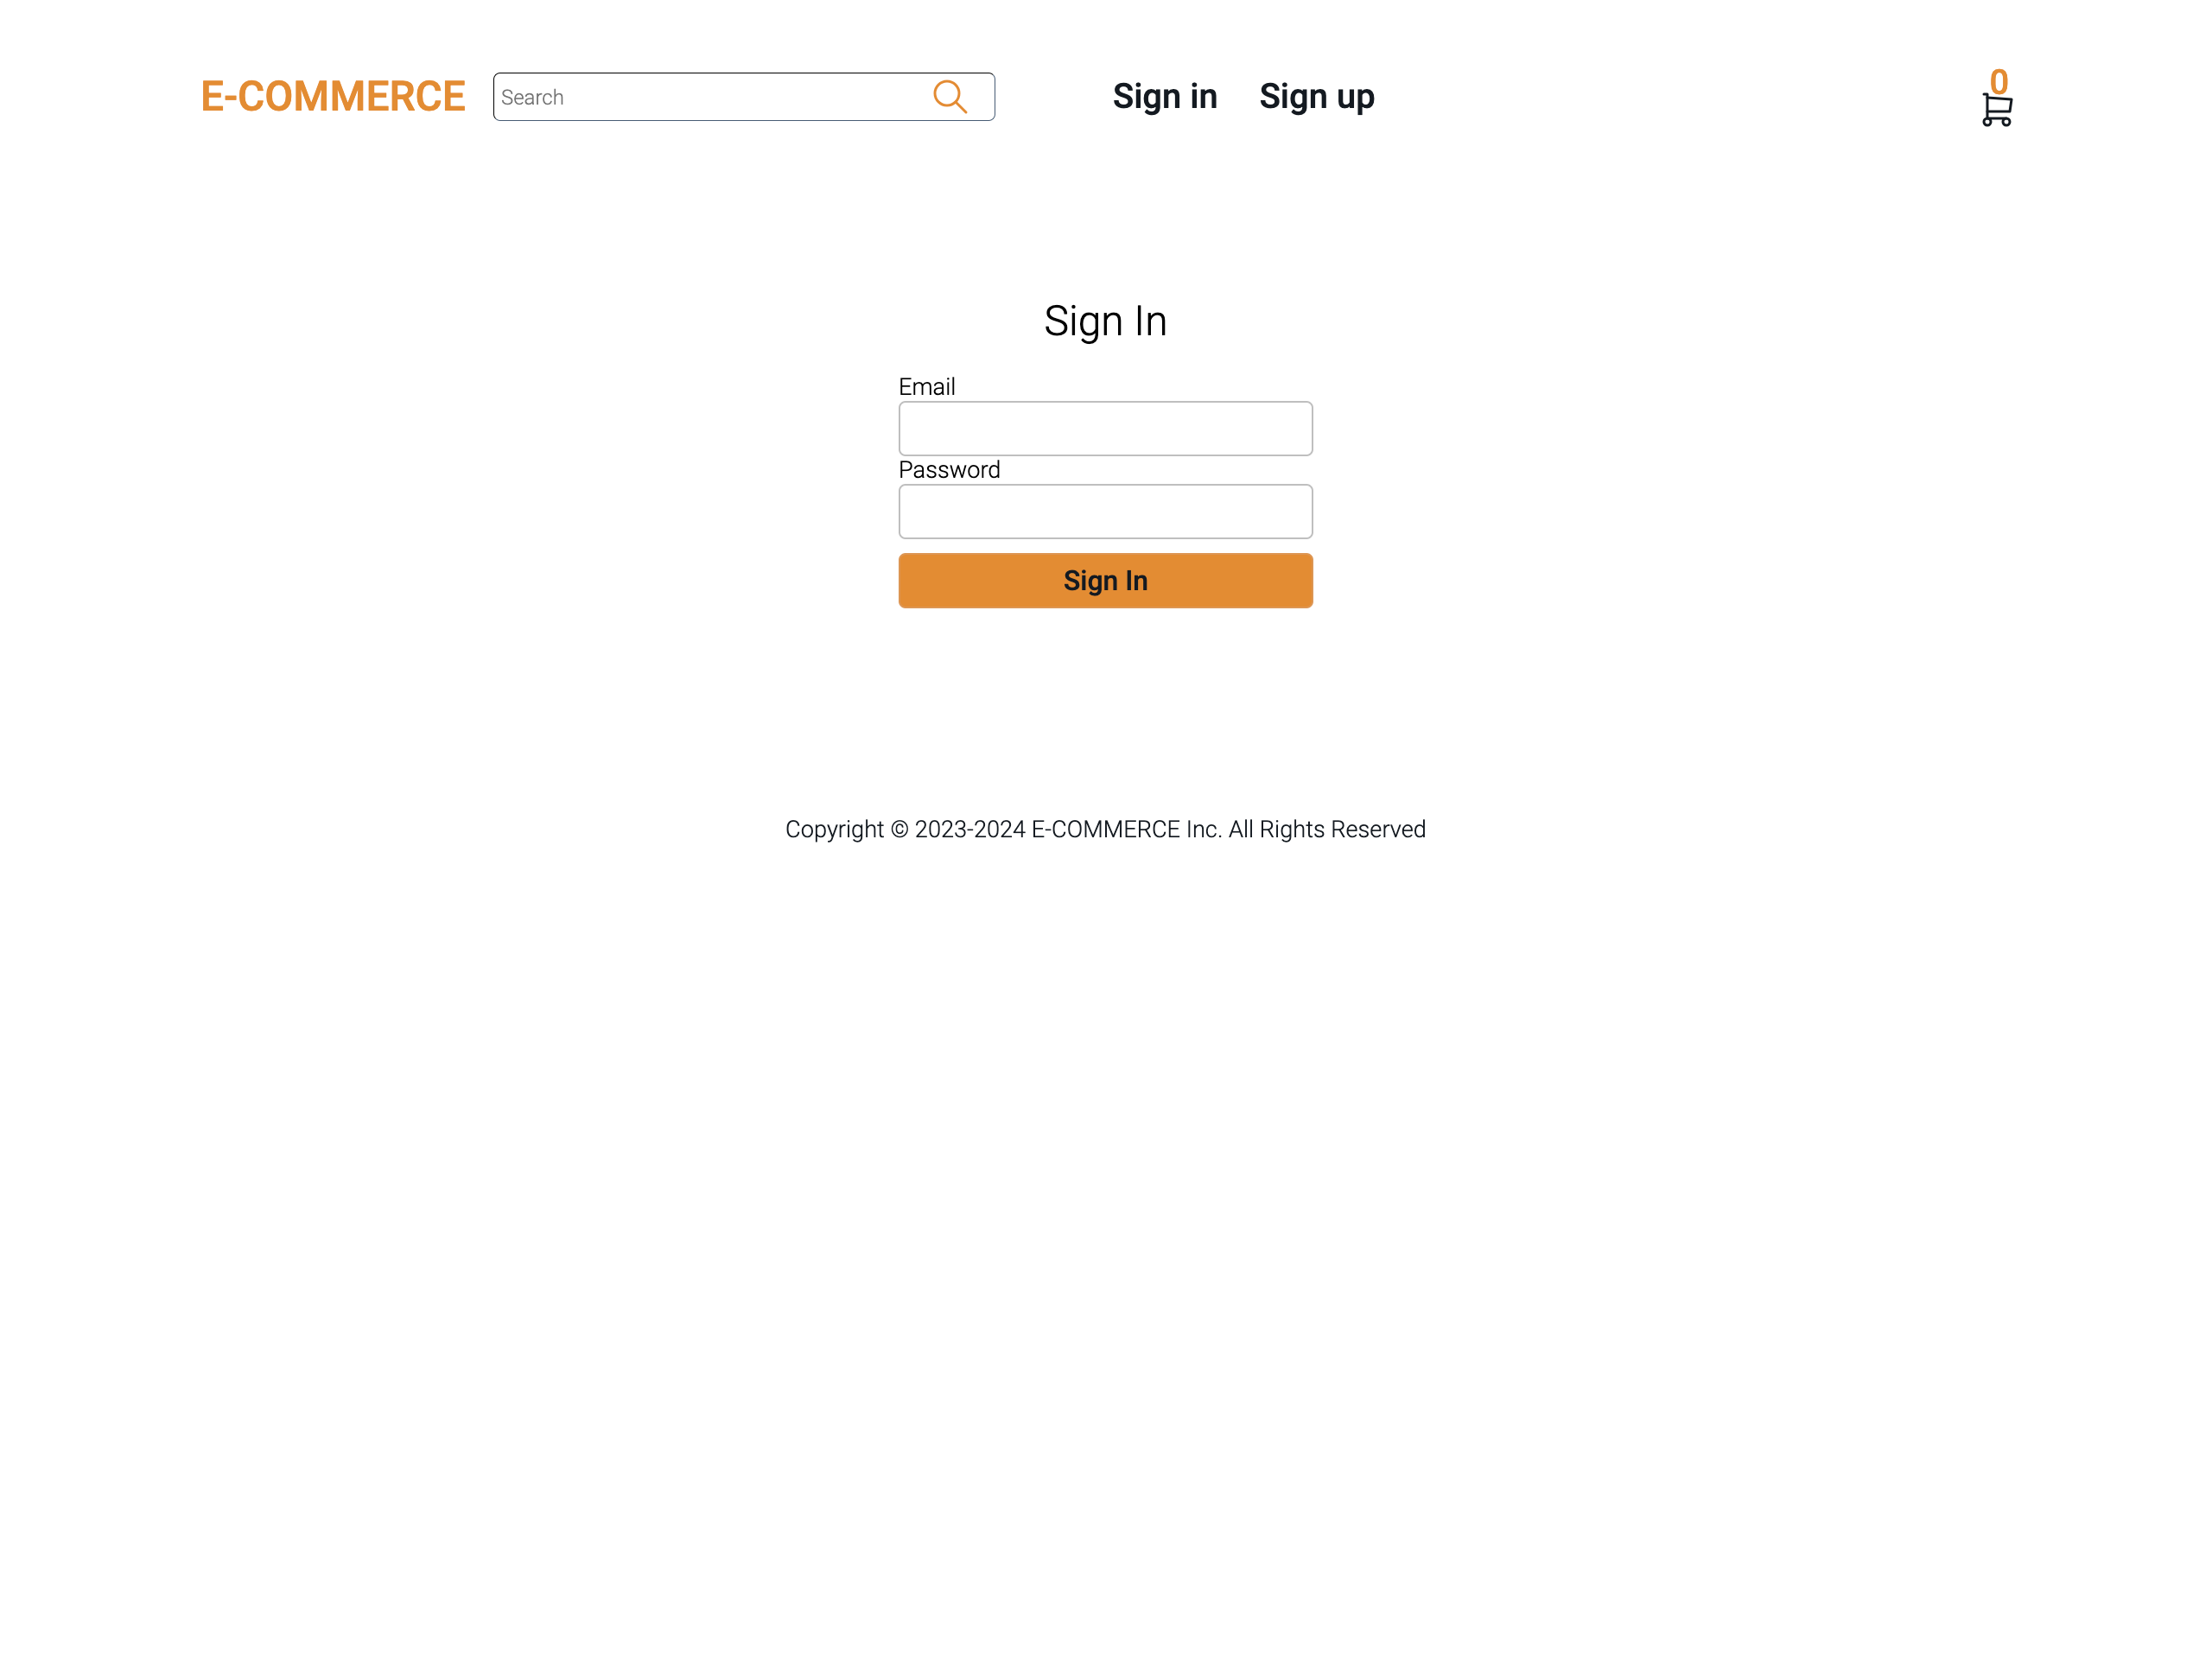 E-COMMERCE
Search
Sign in
Sign up
0
Sign In
Email
Password
Sign In
Copyright © 2023-2024 E-COMMERCE Inc. All Rights Reserved